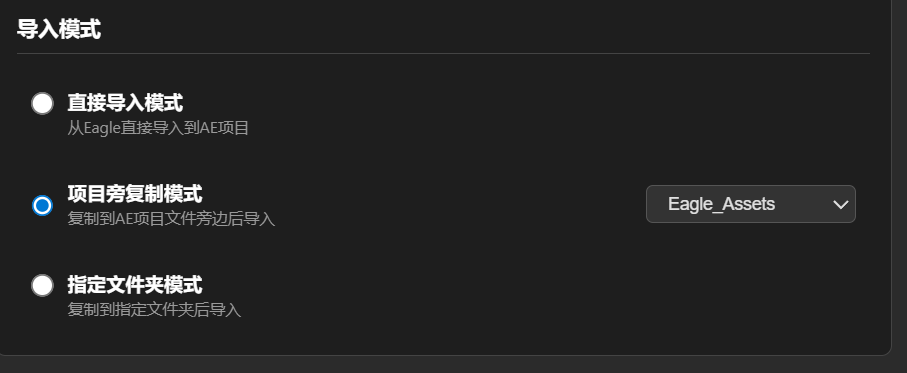 导入模式
直接导入模式
从Eagle直接导入到AE项目
项目旁复制模式
复制到AE项目文件旁边后导入
Eagle_Assets
指定文件夹模式
复制到指定文件夹后导入